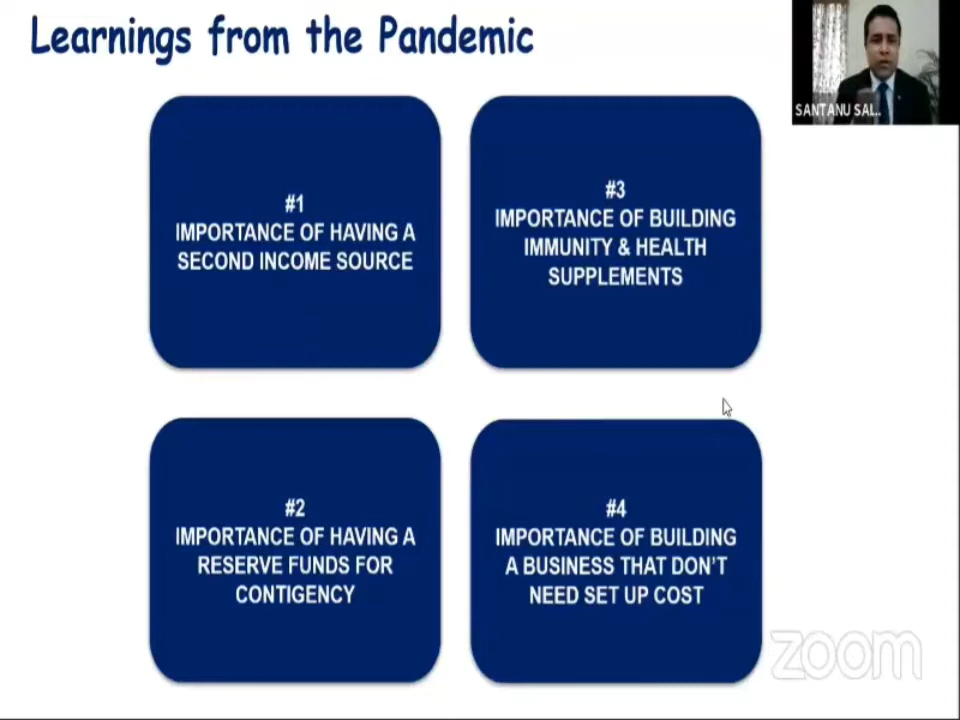 Learnings from the Pandemic
SANTANU SAL..
#1
IMPORTANCE OF HAVING A
SECOND INCOME SOURCE
#3
IMPORTANCE OF BUILDING
IMMUNITY & HEALTH
SUPPLEMENTS
#2
IMPORTANCE OF HAVING A
RESERVE FUNDS FOR
CONTIGENCY
#4
IMPORTANCE OF BUILDING
A BUSINESS THAT DON'T
NEED SET UP COST
zoom